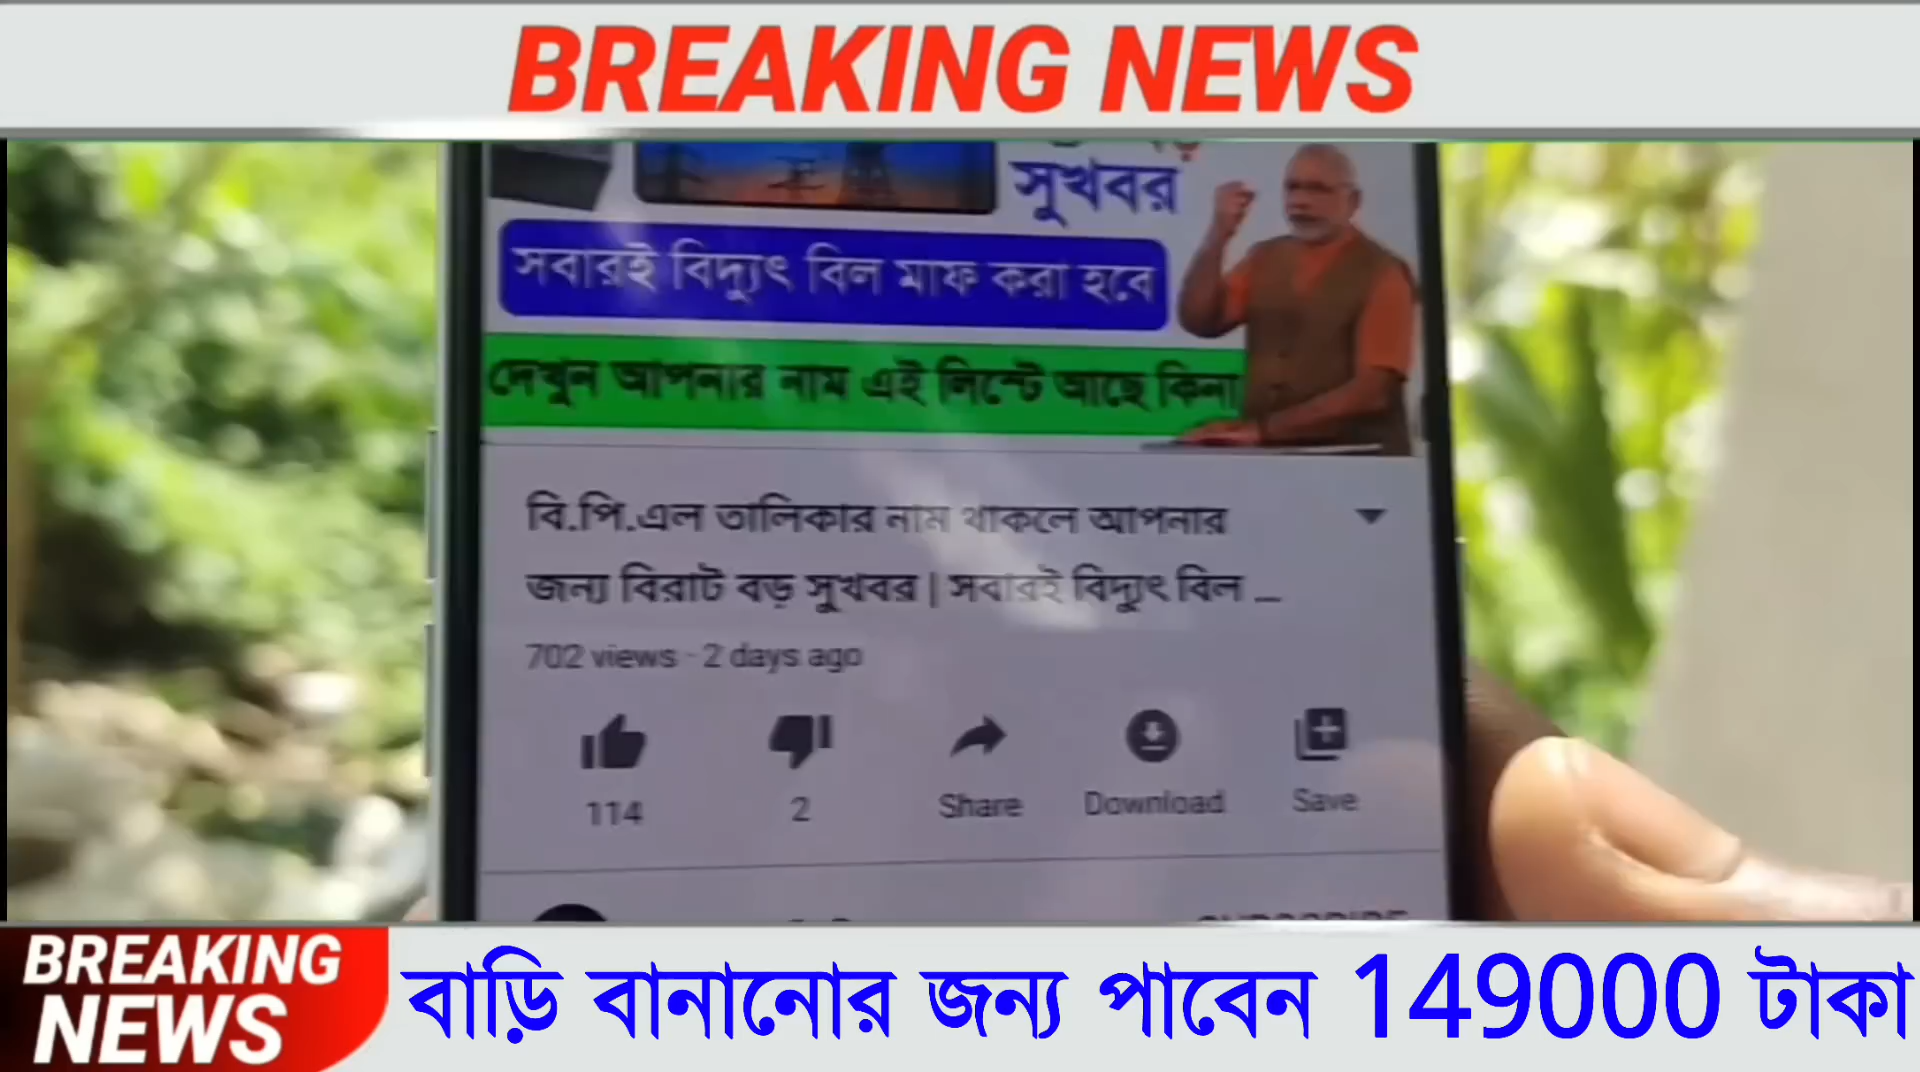 BREAKING NEWS
সুখবর
সবারই বিদ্যুৎ বিল মাফ করা হবে
দেখুন আপনার নাম এই লিস্টে আছে কিনা
বি.পি.এল তালিকার নাম থাকলে আপনার
জন্য বিরাট বড় সুখবর | সবারই বিদ্যুৎ বিল ...
702 views · 2 days ago
114
2
Share
Download
Save
BREAKING
NEWS
বাড়ি বানানোর জন্য পাবেন 149000 টাকা